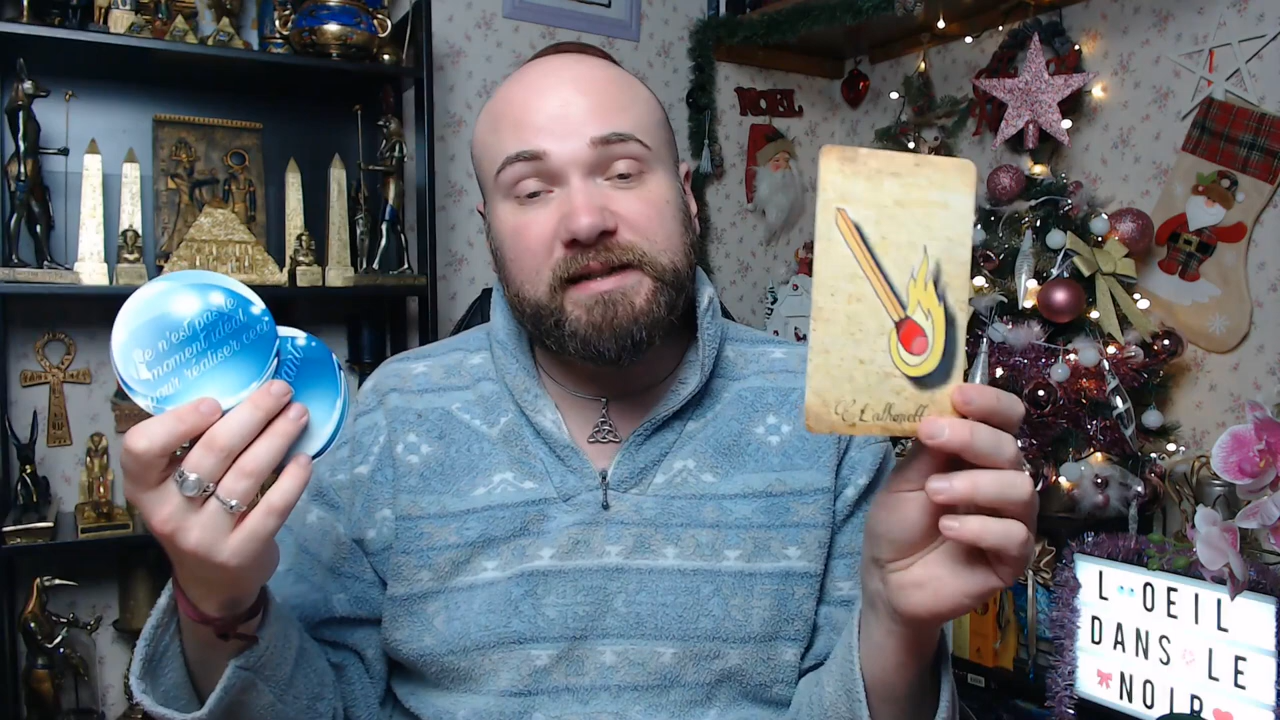 NOEL
Ce n'est pas le
moment idéal
pour réaliser ceci
L'OEIL
DANS LE
NOIR